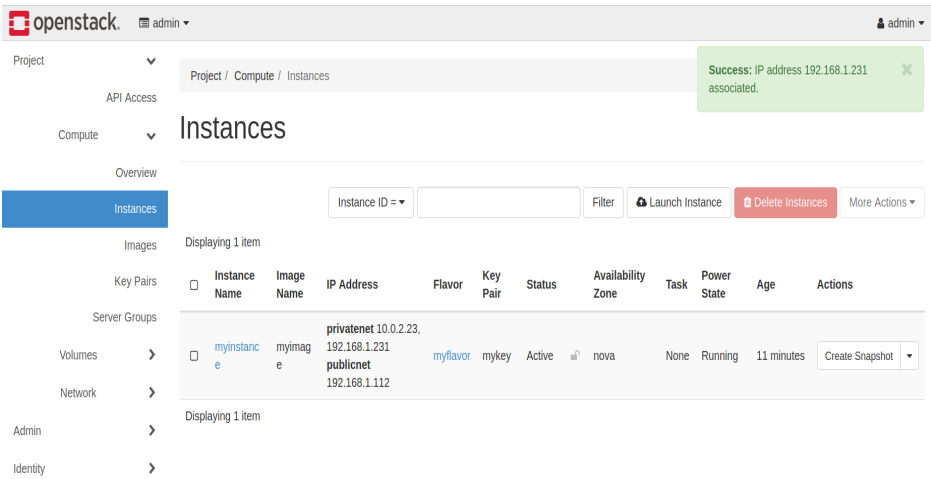 openstack. admin admin
Project
Project / Compute / Instances
Success: IP address 192.168.1.231
associated.
API Access
Compute
Instances
Overview
Instances
Instance ID = Filter Launch Instance Delete Instances More Actions
Images
Displaying 1 item
Key Pairs
Server Groups
Volumes
Network
Admin
Identity
Instance
Name
Image
Name
IP Address
Flavor
Key
Pair
Status
Availability
Zone
Task
Power
State
Age
Actions
myinstanc
e
myimag
e
privatenet 10.0.2.23,
192.168.1.231
publicnet
192.168.1.112
myflavor
mykey
Active
nova
None
Running
11 minutes
Create Snapshot
Displaying 1 item